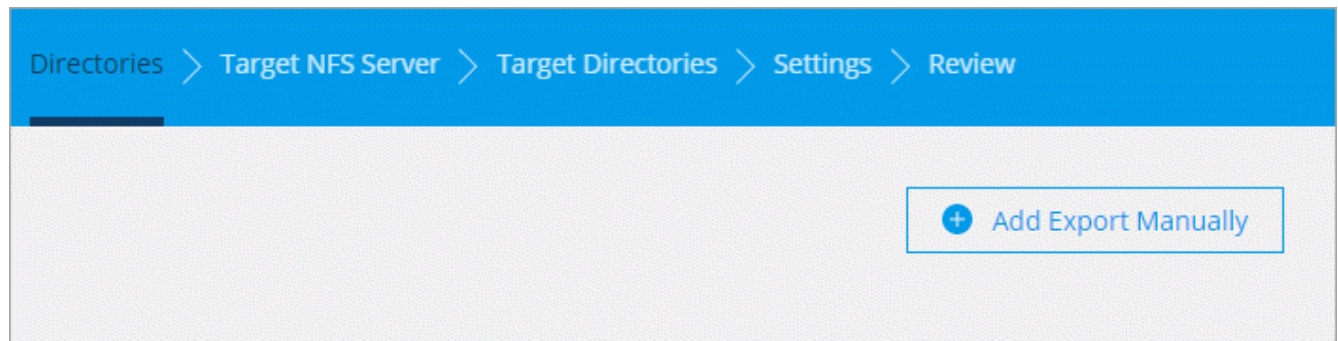 Directories > Target NFS Server > Target Directories > Settings > Review
Add Export Manually